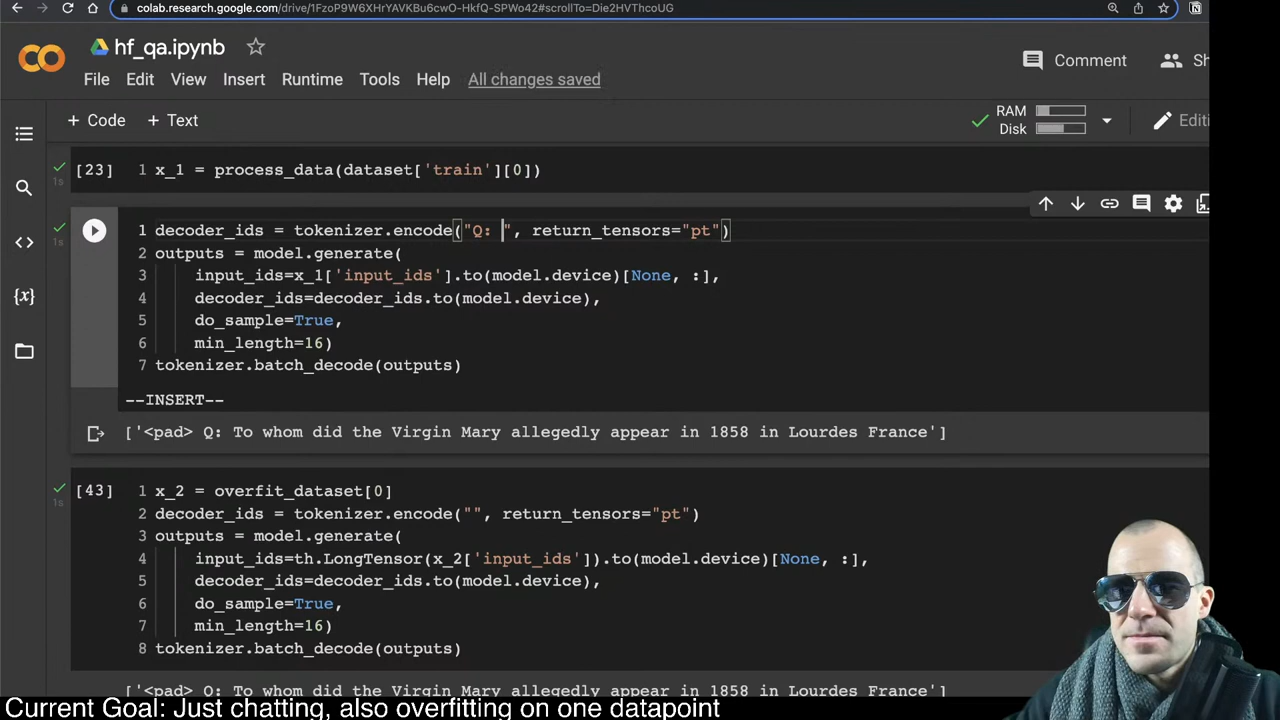 colab.research.google.com/drive/1FzoP9W6XHrYAVKBu6cwO-HkfQ-SPWo42#scrollTo=Die2HVThcoUG
hf_qa.ipynb
Comment
Sh
File Edit View Insert Runtime Tools Help All changes saved
+ Code + Text
RAM
Disk
Editi
[23] 1 x_1 = process_data(dataset['train'][0])
1s
1 decoder_ids = tokenizer.encode("Q: ", return_tensors="pt")
1s
2 outputs = model.generate(
3 input_ids=x_1['input_ids'].to(model.device)[None, :],
4 decoder_ids=decoder_ids.to(model.device),
5 do_sample=True,
6 min_length=16)
7 tokenizer.batch_decode(outputs)
--INSERT--
['<pad> Q: To whom did the Virgin Mary allegedly appear in 1858 in Lourdes France']
[43] 1 x_2 = overfit_dataset[0]
1s
2 decoder_ids = tokenizer.encode("", return_tensors="pt")
3 outputs = model.generate(
4 input_ids=th.LongTensor(x_2['input_ids']).to(model.device)[None, :],
5 decoder_ids=decoder_ids.to(model.device),
6 do_sample=True,
7 min_length=16)
8 tokenizer.batch_decode(outputs)
['<pad> Q: To whom did the Virgin Mary allegedly appear in 1858 in Lourdes France']
Current Goal: Just chatting, also overfitting on one datapoint